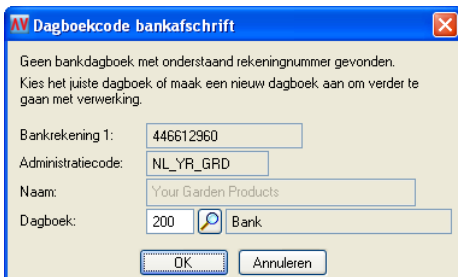 AV Dagboekcode bankafschrift
Geen bankdagboek met onderstaand rekeningnummer gevonden.
Kies het juiste dagboek of maak een nieuw dagboek aan om verder te
gaan met verwerking.
Bankrekening 1: 446612960
Administratiecode: NL_YR_GRD
Naam: Your Garden Products
Dagboek: 200 Bank
OK Annuleren